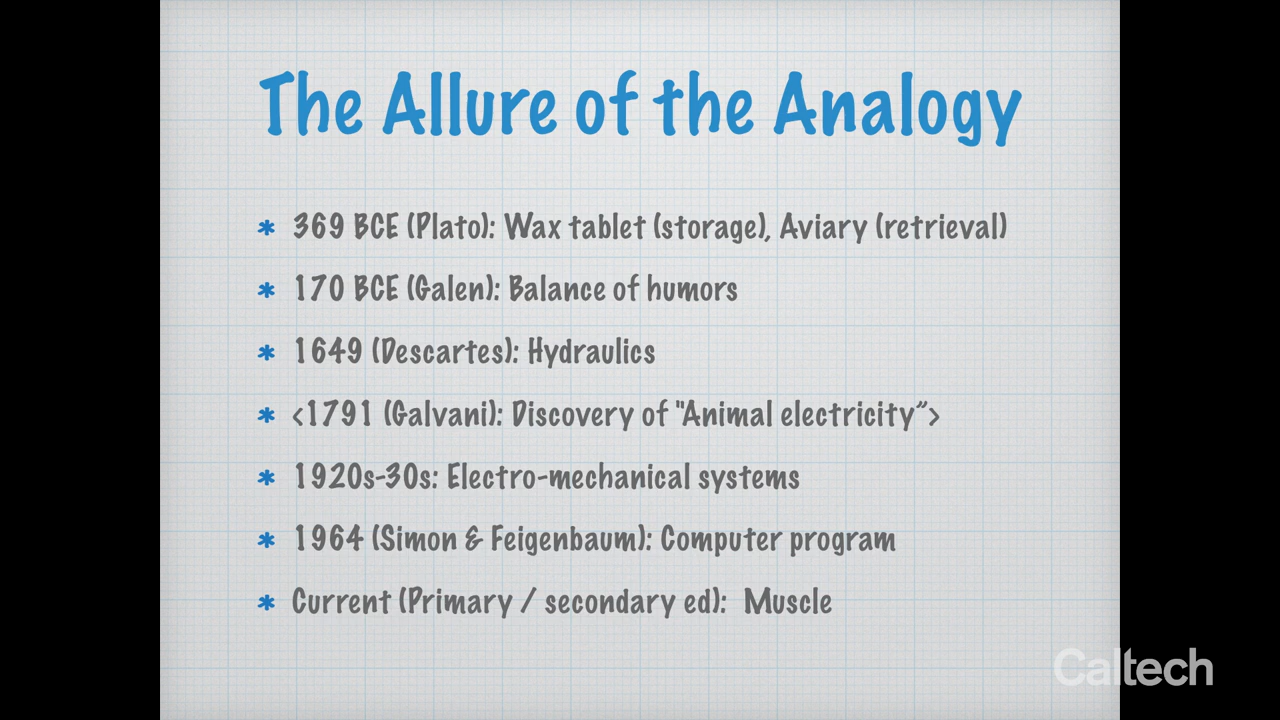 The Allure of the Analogy
* 369 BCE (Plato): Wax tablet (storage), Aviary (retrieval)
* 170 BCE (Galen): Balance of humors
* 1649 (Descartes): Hydraulics
* <1791 (Galvani): Discovery of "Animal electricity”>
* 1920s-30s: Electro-mechanical systems
* 1964 (Simon & Feigenbaum): Computer program
* Current (Primary / secondary ed): Muscle
Caltech